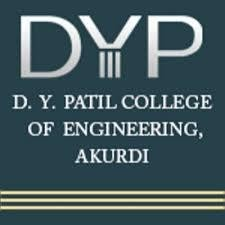 DYP
D. Y. PATIL COLLEGE
OF ENGINEERING,
AKURDI